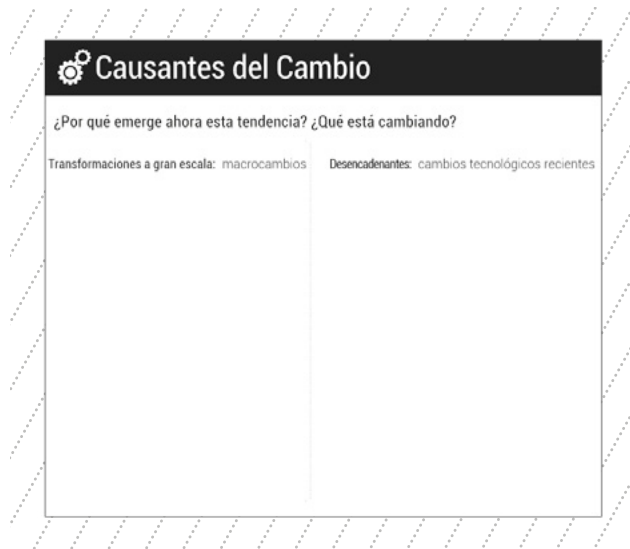 Causantes del Cambio
¿Por qué emerge ahora esta tendencia? ¿Qué está cambiando?
Transformaciones a gran escala: macrocambios
Desencadenantes: cambios tecnológicos recientes